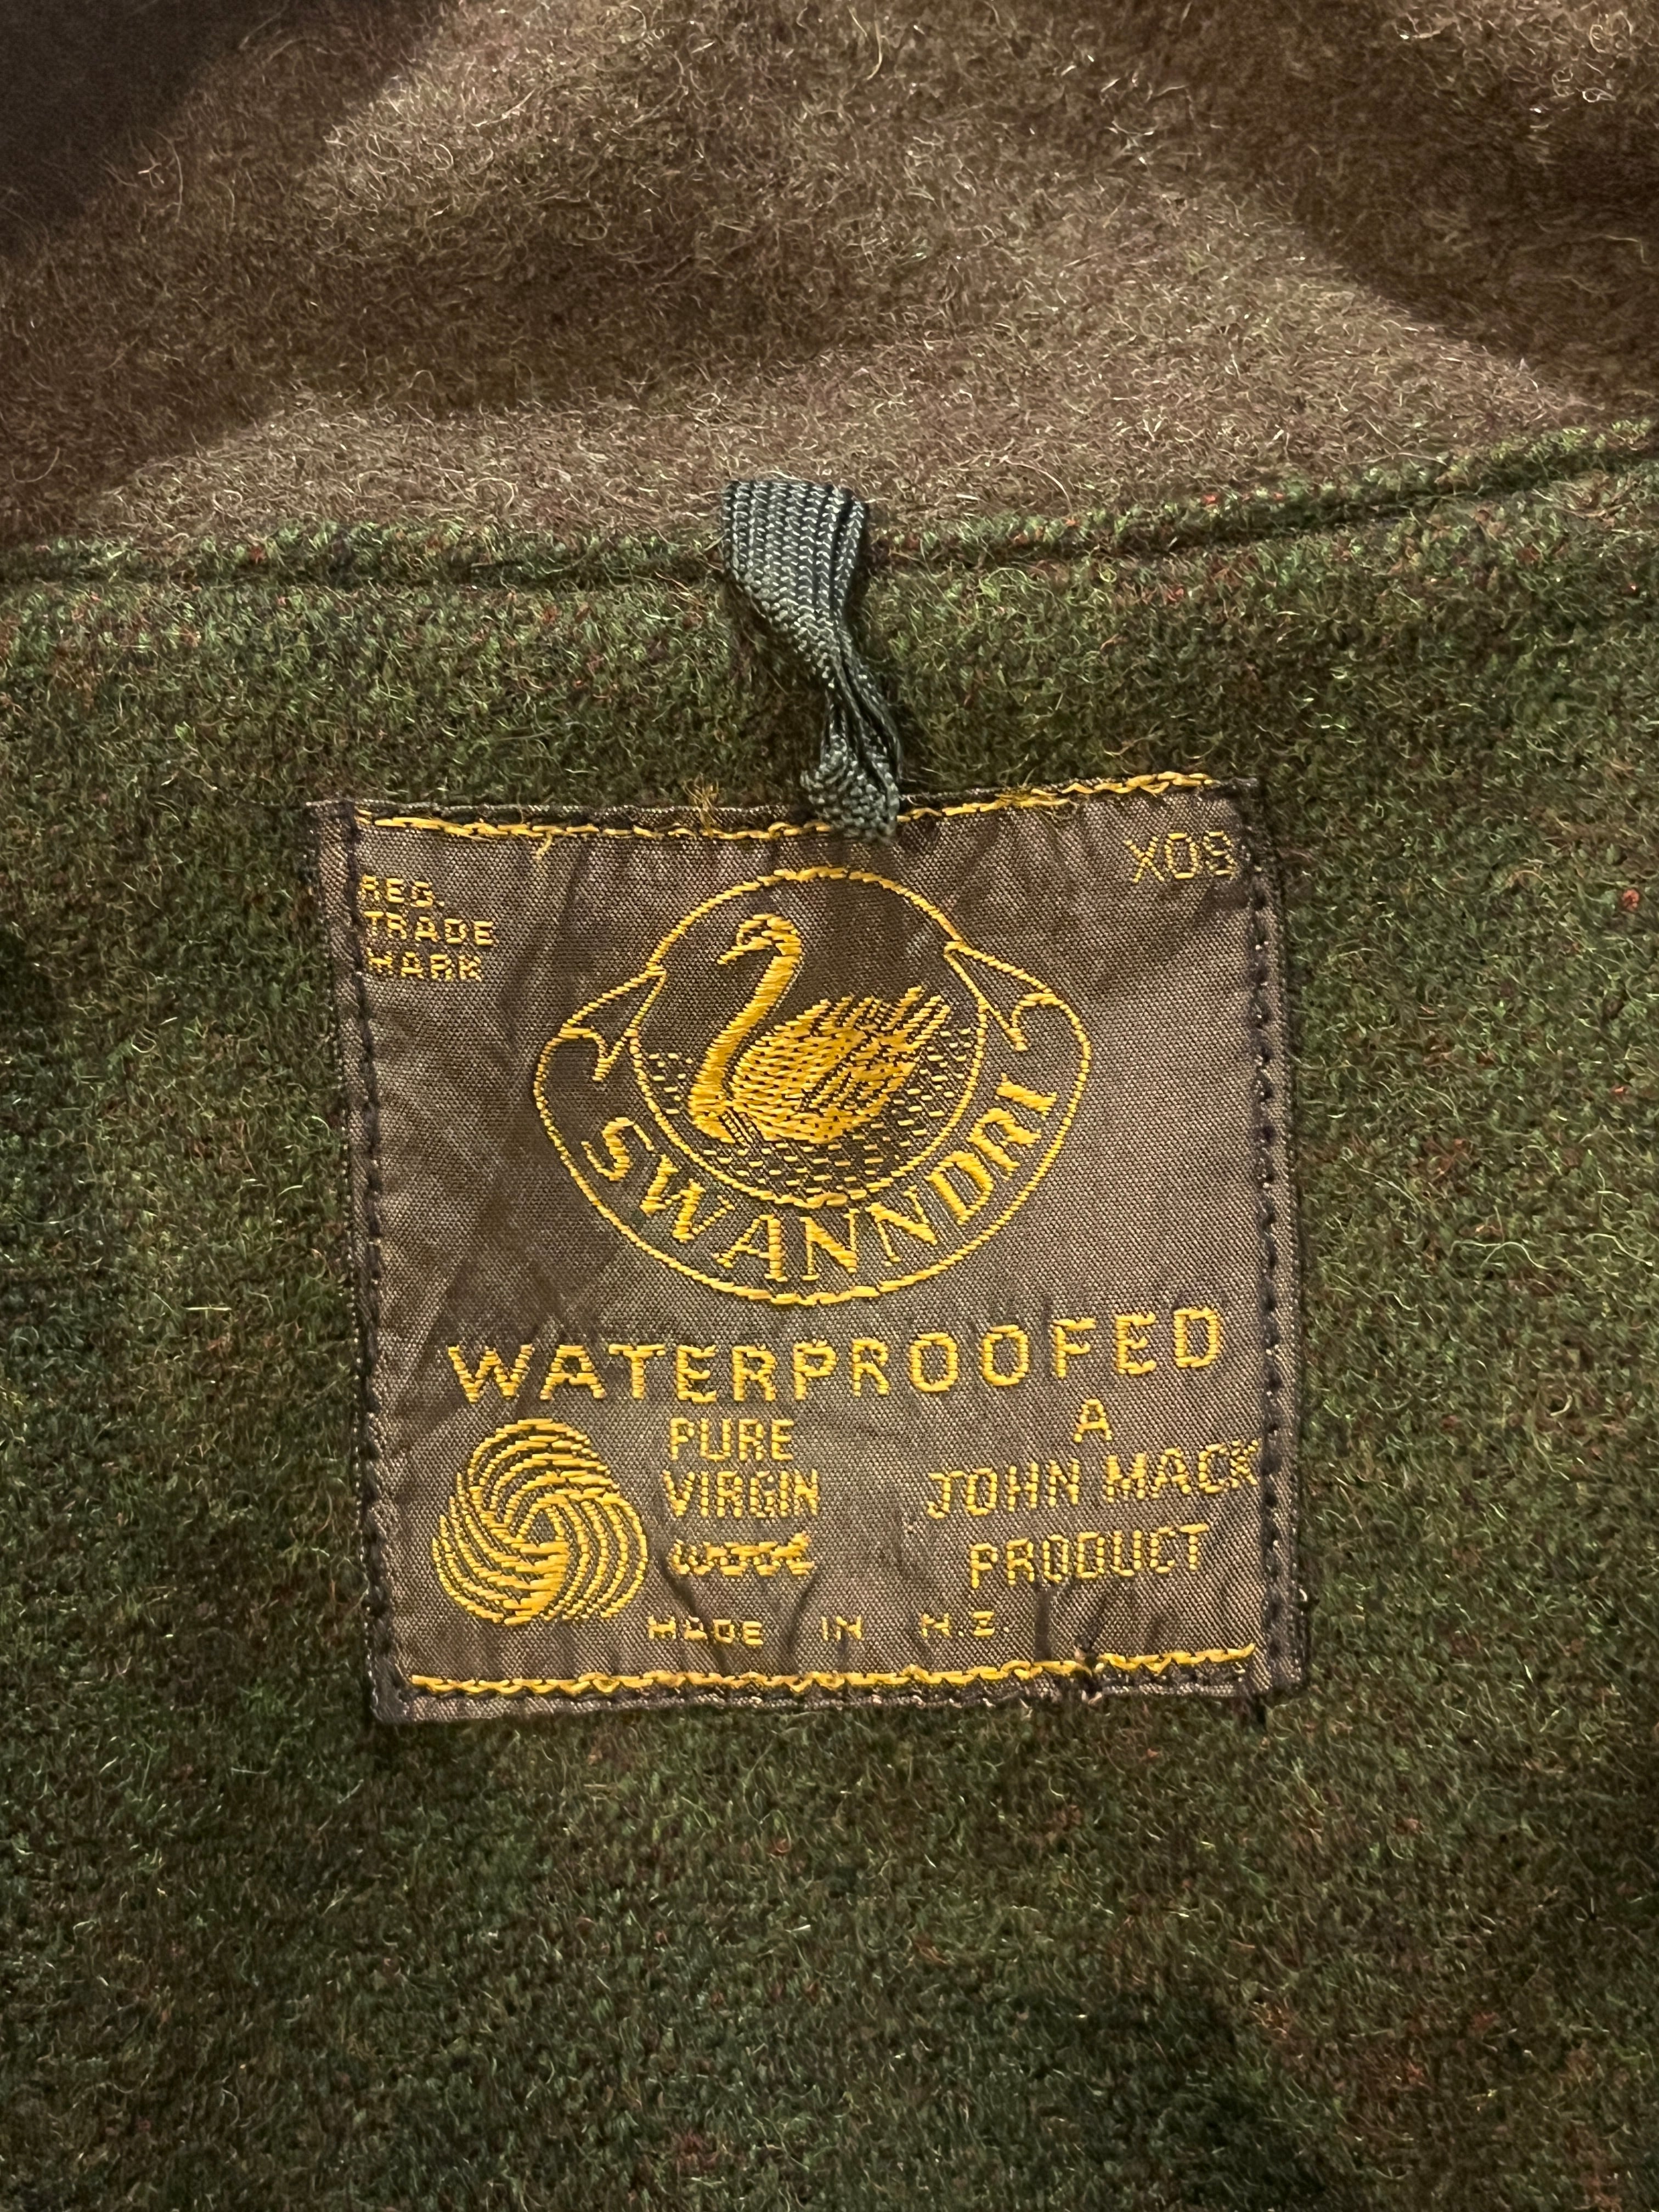 REG.
TRADE
MARK
XOS
SWANNDRI
WATERPROOFED
PURE
VIRGIN
wool
A
JOHN MACK
PRODUCT
MADE IN N.Z.